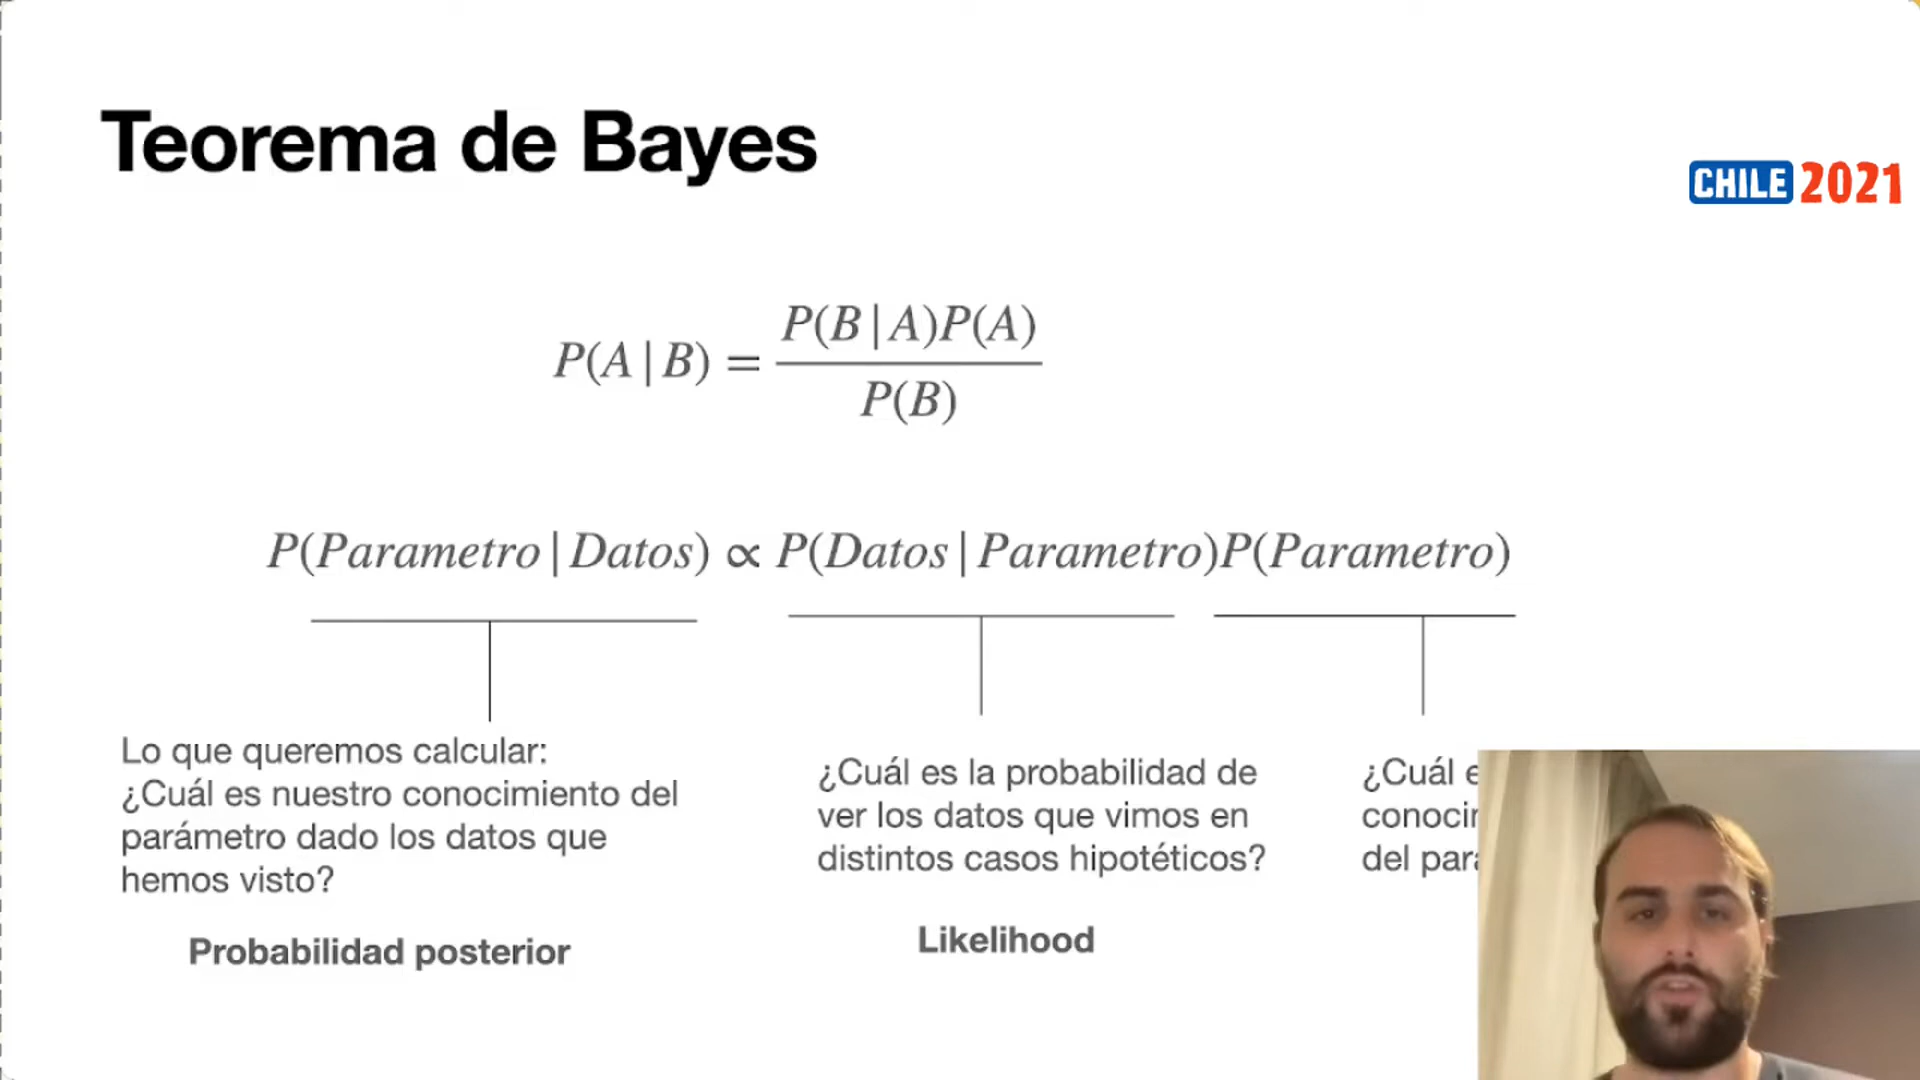 Teorema de Bayes
CHILE 2021
P(A|B) = P(B|A)P(A) / P(B)
P(Parametro|Datos) ∝ P(Datos|Parametro)P(Parametro)
Lo que queremos calcular:
¿Cuál es nuestro conocimiento del
parámetro dado los datos que
hemos visto?
Probabilidad posterior
¿Cuál es la probabilidad de
ver los datos que vimos en
distintos casos hipotéticos?
Likelihood
¿Cuál
del